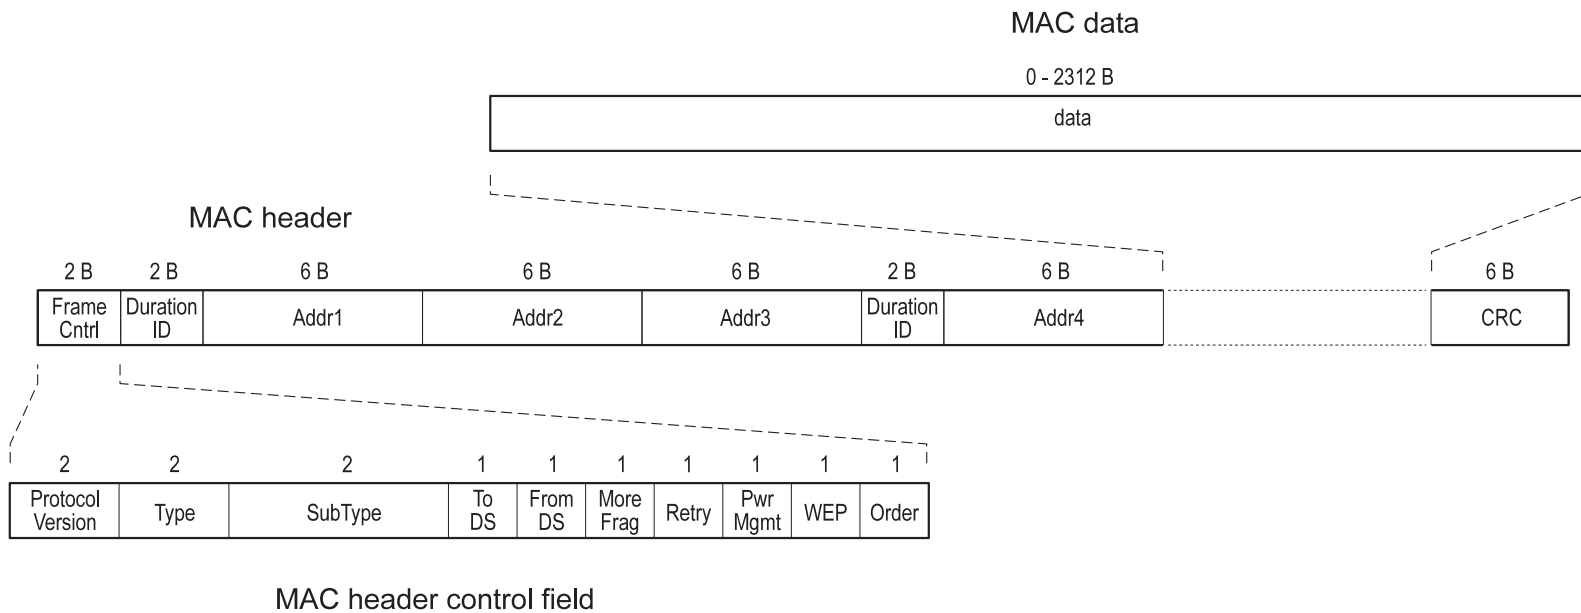 MAC data
0 - 2312 B
data
MAC header
2 B 2 B 6 B 6 B 6 B 2 B 6 B 6 B
Frame Cntrl Duration ID Addr1 Addr2 Addr3 Duration ID Addr4 CRC
2 2 2 1 1 1 1 1 1 1
Protocol Version Type SubType To DS From DS More Frag Retry Pwr Mgmt WEP Order
MAC header control field